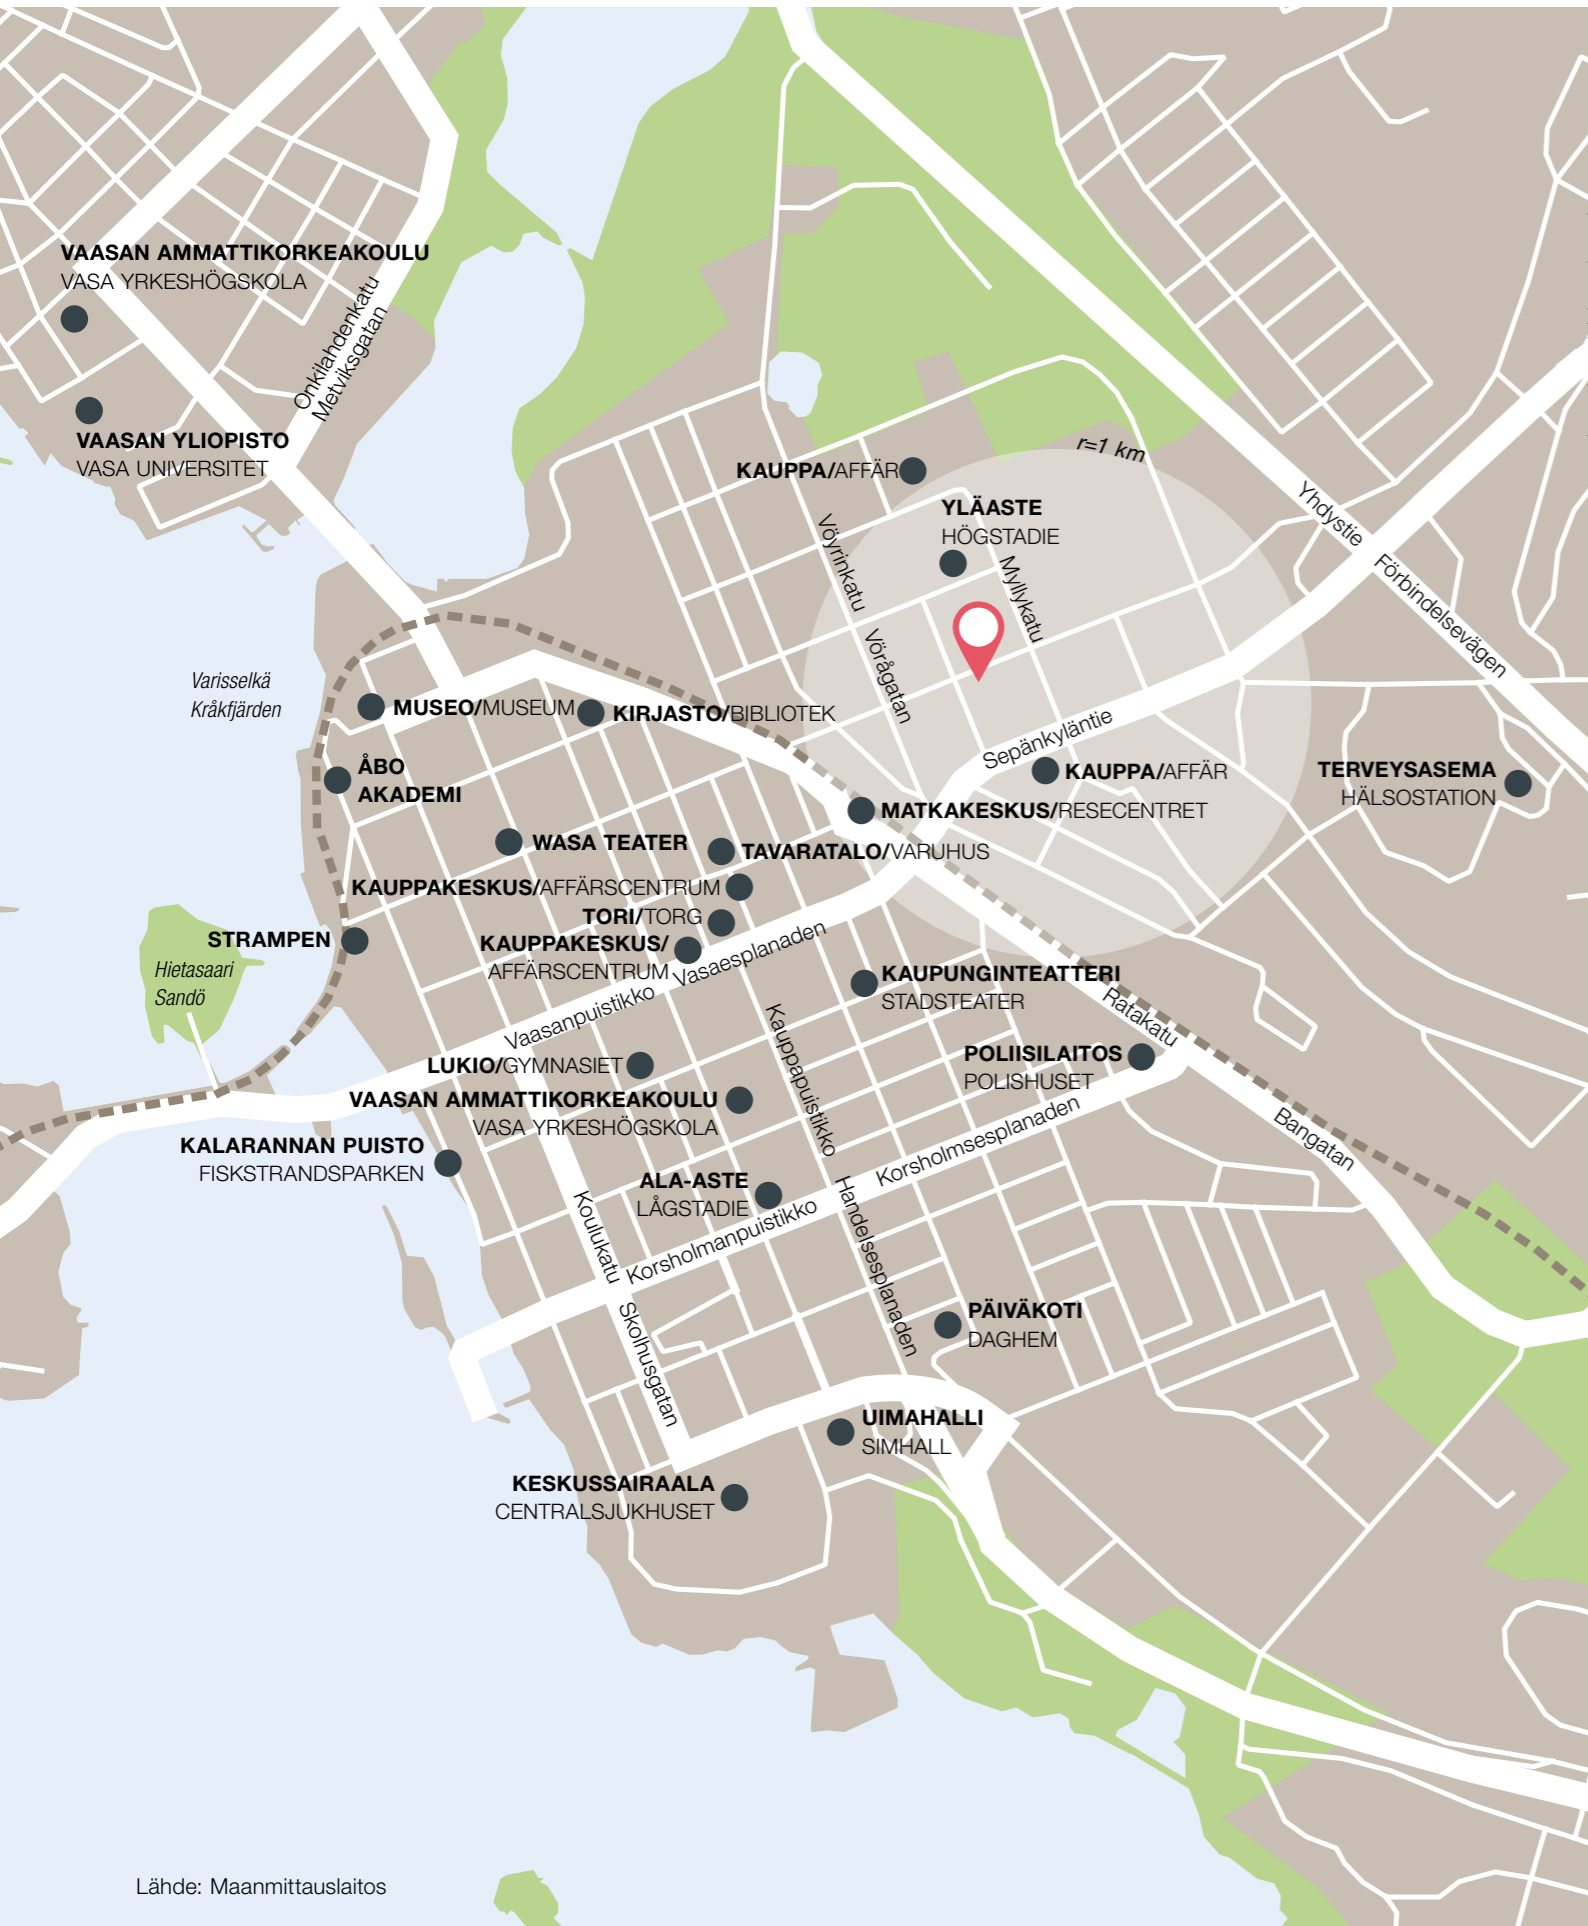 VAASAN AMMATTIKORKEAKOULU
VASA YRKESHÖGSKOLA
Onkilahdenkatu
Metviksgatan
VAASAN YLIOPISTO
VASA UNIVERSITET
r=1 km
KAUPPA/AFFÄR
YLÄASTE
HÖGSTADIE
Yhdystie Förbindelsevägen
Vöyrinkatu Vörågatan
Myllykatu
Varisselkä
Kråkfjärden
MUSEO/MUSEUM
KIRJASTO/BIBLIOTEK
Sepänkyläntie
ÅBO
AKADEMI
KAUPPA/AFFÄR
TERVEYSASEMA
HÄLSOSTATION
MATKAKESKUS/RESECENTRET
WASA TEATER
TAVARATALO/VARUHUS
KAUPPAKESKUS/AFFÄRSCENTRUM
TORI/TORG
STRAMPEN
KAUPPAKESKUS/
AFFÄRSCENTRUM
Hietasaari
Sandö
Vaasanpuistikko Vasaesplanaden
KAUPUNGINTEATTERI
STADSTEATER
Ratakatu
Bangatan
Kauppapuistikko Handelsesplanaden
POLIISILAITOS
POLISHUSET
LUKIO/GYMNASIET
VAASAN AMMATTIKORKEAKOULU
VASA YRKESHÖGSKOLA
KALARANNAN PUISTO
FISKSTRANDSPARKEN
ALA-ASTE
LÅGSTADIE
Korsholmanpuistikko Korsholmsesplanaden
Koulukatu Skolhusgatan
PÄIVÄKOTI
DAGHEM
UIMAHALLI
SIMHALL
KESKUSSAIRAALA
CENTRALSJUKHUSET
Lähde: Maanmittauslaitos